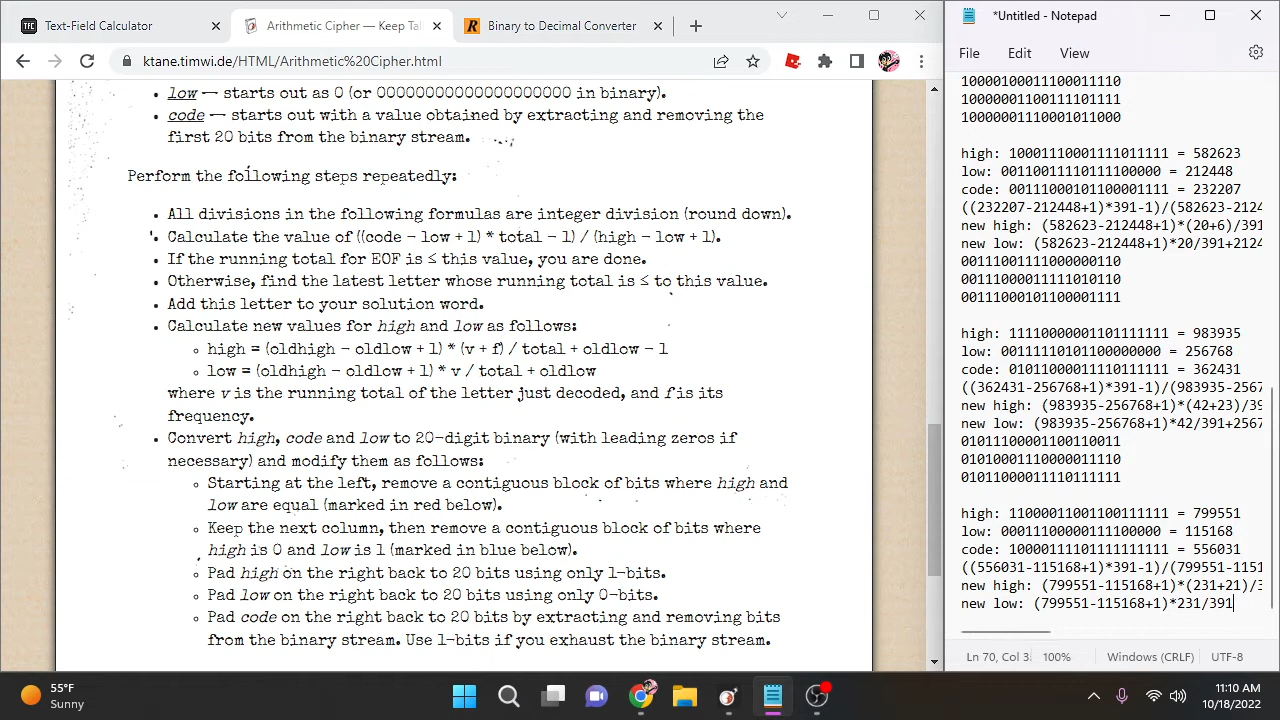 Text-Field Calculator
Arithmetic Cipher — Keep Tal
Binary to Decimal Converter
*Untitled - Notepad
ktane.timwi.de/HTML/Arithmetic%20Cipher.html
File Edit View
low — starts out as 0 (or 00000000000000000000 in binary).
code — starts out with a value obtained by extracting and removing the
first 20 bits from the binary stream.
Perform the following steps repeatedly:
All divisions in the following formulas are integer division (round down).
Calculate the value of ((code − low + 1) * total − 1) / (high − low + 1).
If the running total for EOF is ≤ this value, you are done.
Otherwise, find the latest letter whose running total is ≤ to this value.
Add this letter to your solution word.
Calculate new values for high and low as follows:
high = (oldhigh − oldlow + 1) * (v + f) / total + oldlow − 1
low = (oldhigh − oldlow + 1) * v / total + oldlow
where v is the running total of the letter just decoded, and f is its
frequency.
Convert high, code and low to 20-digit binary (with leading zeros if
necessary) and modify them as follows:
Starting at the left, remove a contiguous block of bits where high and
low are equal (marked in red below).
Keep the next column, then remove a contiguous block of bits where
high is 0 and low is 1 (marked in blue below).
Pad high on the right back to 20 bits using only 1-bits.
Pad low on the right back to 20 bits using only 0-bits.
Pad code on the right back to 20 bits by extracting and removing bits
from the binary stream. Use 1-bits if you exhaust the binary stream.
10000100011100011110
10000001100111101111
10000001110001011000
high: 10001110001111011111 = 582623
low: 00110011110111100000 = 212448
code: 00111000101100001111 = 232207
((232207-212448+1)*391-1)/(582623-2124
new high: (582623-212448+1)*(20+6)/391
new low: (582623-212448+1)*20/391+2124
00111001111000000110
00111000011111010110
00111000101100001111
high: 11110000001101111111 = 983935
low: 00111110101100000000 = 256768
code: 01011000011110111111 = 362431
((362431-256768+1)*391-1)/(983935-2567
new high: (983935-256768+1)*(42+23)/39
new low: (983935-256768+1)*42/391+2567
01011100001100110011
01010001110000011110
01011000011110111111
high: 11000011001100111111 = 799551
low: 00011100000111100000 = 115168
code: 10000111101111111111 = 556031
((556031-115168+1)*391-1)/(799551-1151
new high: (799551-115168+1)*(231+21)/3
new low: (799551-115168+1)*231/391
Ln 70, Col 3
100%
Windows (CRLF)
UTF-8
55°F
Sunny
11:10 AM
10/18/2022